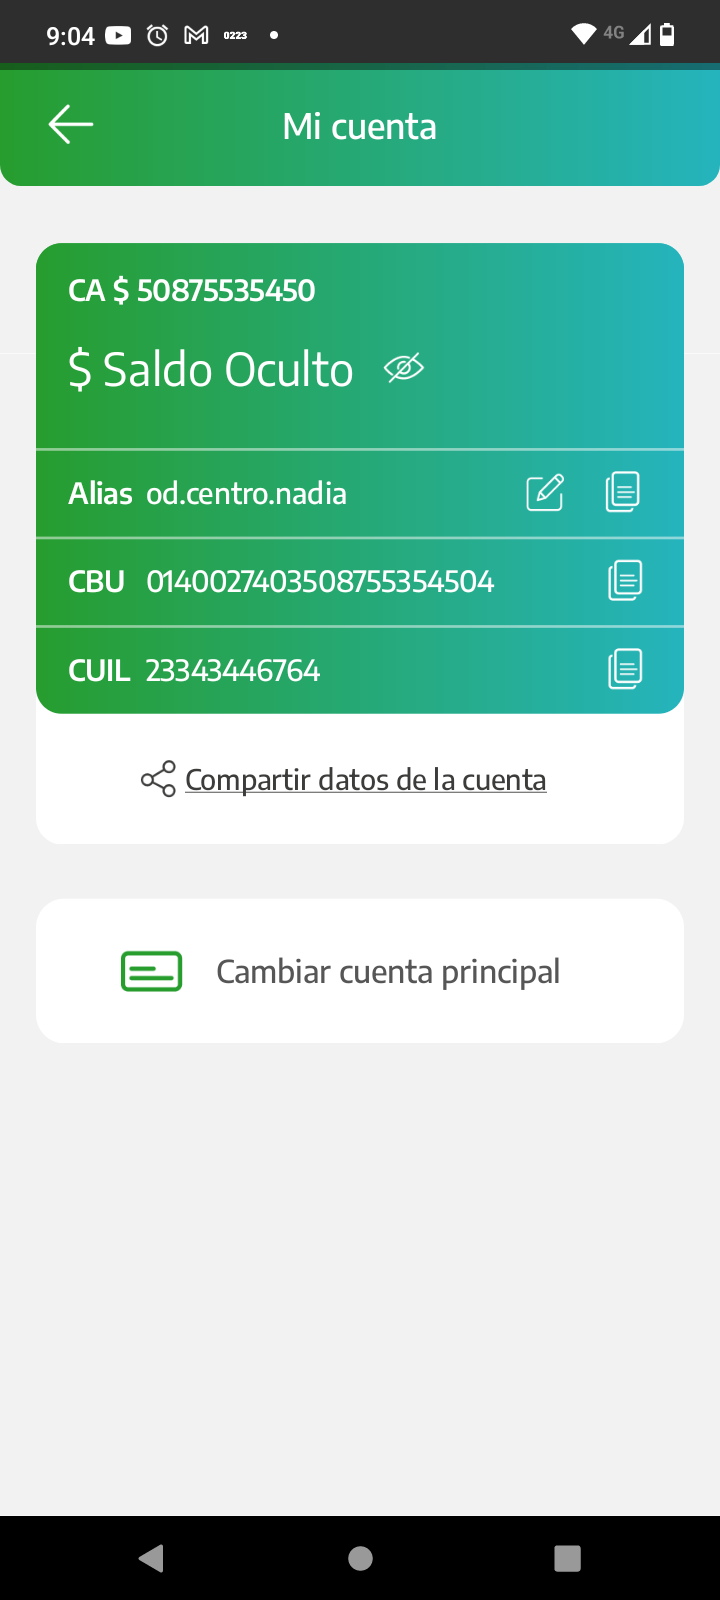 9:04 0223 4G
Mi cuenta
CA $ 50875535450
$ Saldo Oculto
Alias od.centro.nadia
CBU 0140027403508755354504
CUIL 23343446764
Compartir datos de la cuenta
Cambiar cuenta principal